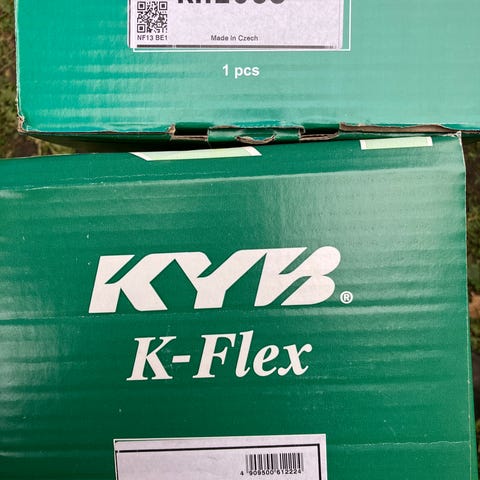 NF13 BE1
Made in Czech
1 pcs
KYB®
K-Flex
4 909500 612224